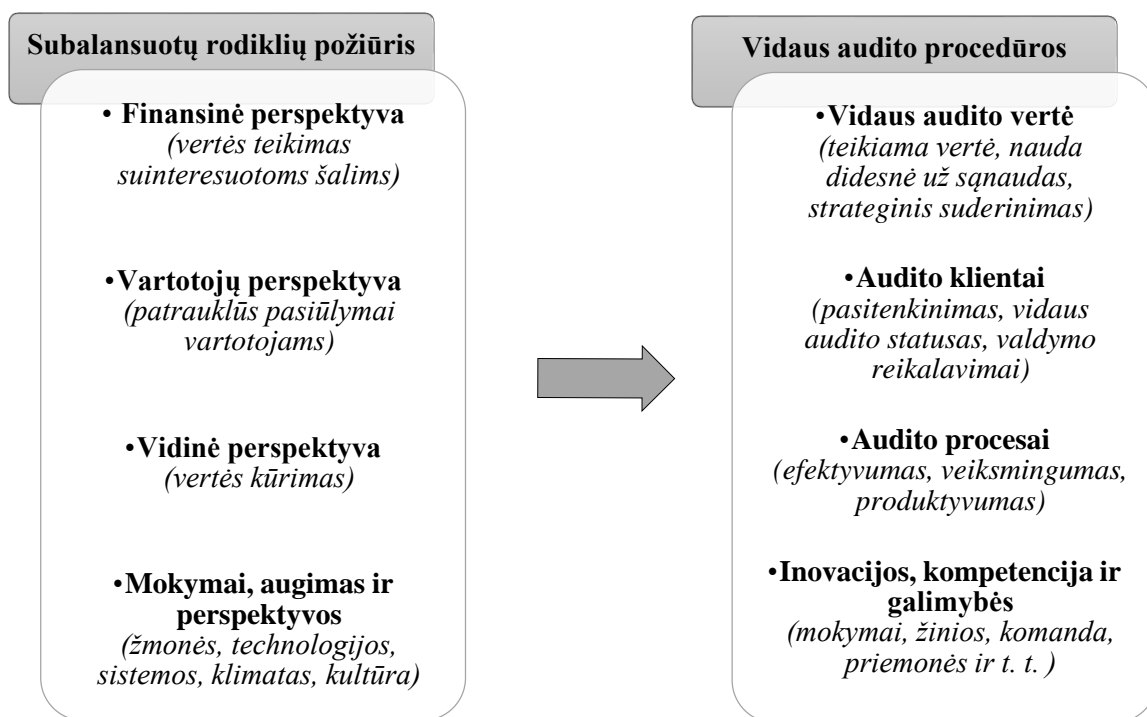 Subalansuotų rodiklių požiūris
• Finansinė perspektyva
(vertės teikimas
suinteresuotoms šalims)
•Vartotojų perspektyva
(patrauklūs pasiūlymai
vartotojams)
•Vidinė perspektyva
(vertės kūrimas)
•Mokymai, augimas ir
perspektyvos
(žmonės, technologijos,
sistemos, klimatas, kultūra)
Vidaus audito procedūros
•Vidaus audito vertė
(teikiama vertė, nauda
didesnė už sąnaudas,
strateginis suderinimas)
•Audito klientai
(pasitenkinimas, vidaus
audito statusas, valdymo
reikalavimai)
•Audito procesai
(efektyvumas, veiksmingumas,
produktyvumas)
•Inovacijos, kompetencija ir
galimybės
(mokymai, žinios, komanda,
priemonės ir t. t. )